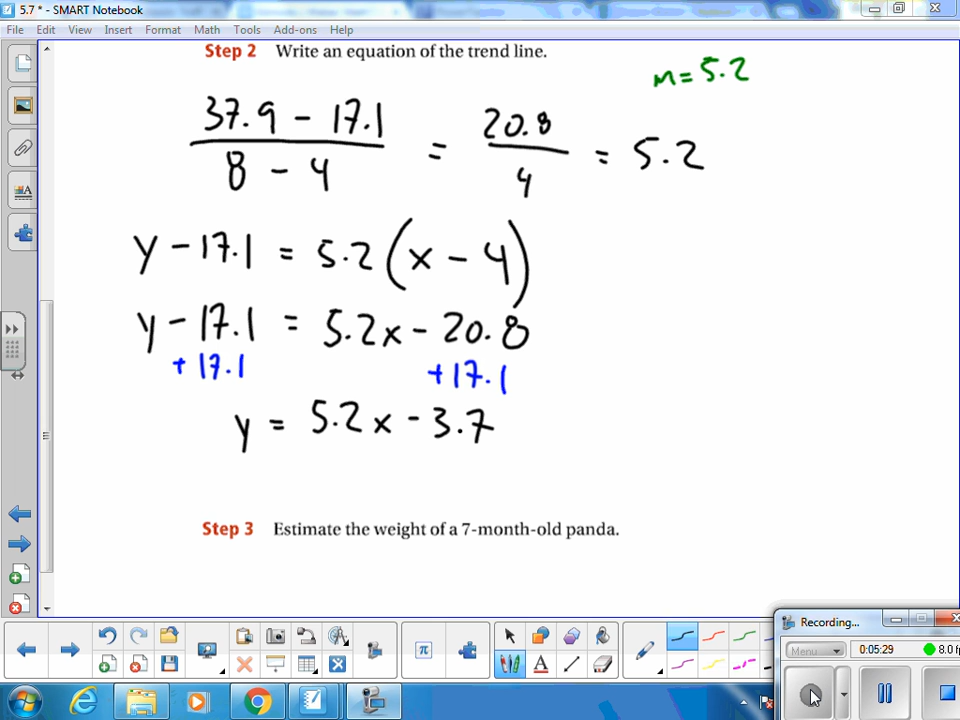 5.7 * - SMART Notebook
File Edit View Insert Format Math Tools Add-ons Help
Step 2 Write an equation of the trend line.
m = 5.2
37.9 - 17.1
8 - 4
=
20.8
4
= 5.2
y - 17.1 = 5.2 (x - 4)
y - 17.1 = 5.2x - 20.8
+ 17.1 + 17.1
y = 5.2x - 3.7
Step 3 Estimate the weight of a 7-month-old panda.
Recording...
Menu 0:05:29 8.0 f
π
A